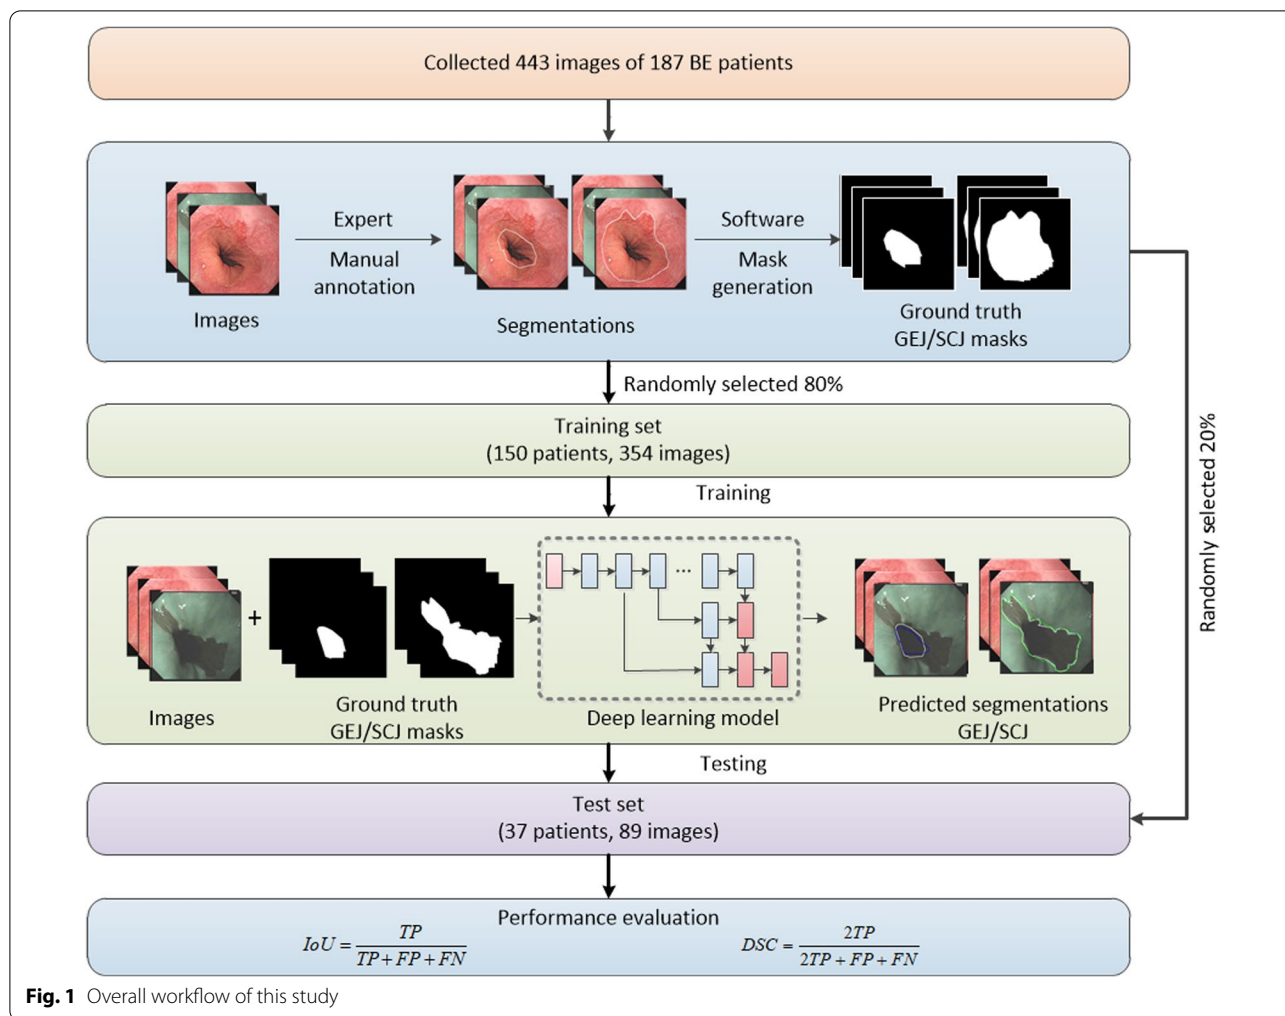 Collected 443 images of 187 BE patients
Expert
Manual
annotation
Images
Segmentations
Software
Mask
generation
Ground truth
GEJ/SCJ masks
Randomly selected 80%
Randomly selected 20%
Training set
(150 patients, 354 images)
Training
Images
+
Ground truth
GEJ/SCJ masks
...
Deep learning model
Predicted segmentations
GEJ/SCJ
Testing
Test set
(37 patients, 89 images)
Performance evaluation
IoU = TP / (TP + FP + FN)
DSC = 2TP / (2TP + FP + FN)
Fig. 1 Overall workflow of this study